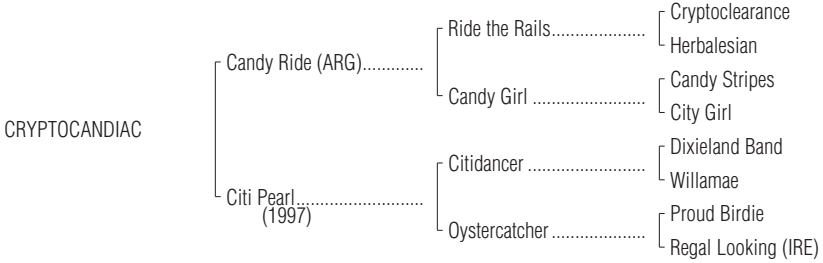 Cryptoclearance
Ride the Rails....................
Herbalesian
Candy Ride (ARG).............
Candy Stripes
Candy Girl ........................
City Girl
CRYPTOCANDIAC
Dixieland Band
Citidancer .........................
Willamae
Citi Pearl...........................
(1997)
Proud Birdie
Oystercatcher ....................
Regal Looking (IRE)